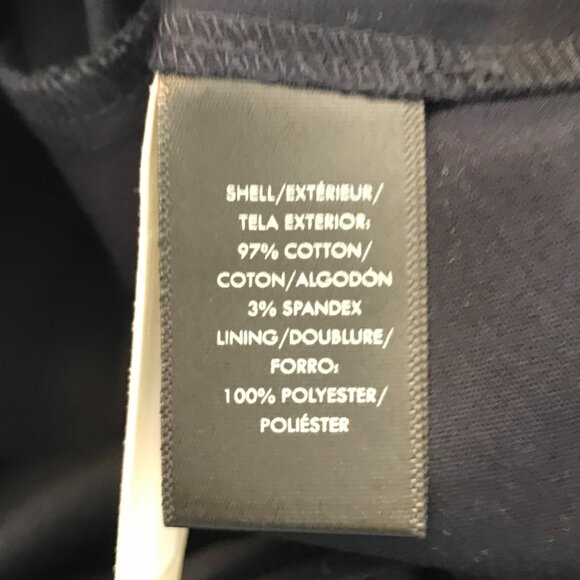 SHELL/EXTÉRIEUR/
TELA EXTERIOR:
97% COTTON/
COTON/ALGODÓN
3% SPANDEX
LINING/DOUBLURE/
FORRO:
100% POLYESTER/
POLIÉSTER